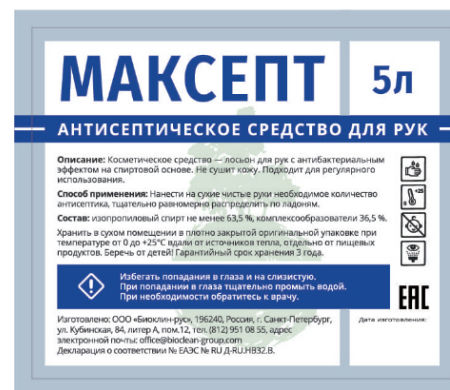 МАКСЕПТ
5л
АНТИСЕПТИЧЕСКОЕ СРЕДСТВО ДЛЯ РУК
Описание: Косметическое средство — лосьон для рук с антибактериальным
эффектом на спиртовой основе. Не сушит кожу. Подходит для регулярного
использования.
Способ применения: Нанести на сухие чистые руки необходимое количество
антисептика, тщательно равномерно распределить по ладоням.
Состав: изопропиловый спирт не менее 63,5 %, комплексообразователи 36,5 %.
Хранить в сухом помещении в плотно закрытой оригинальной упаковке при
температуре от 0 до +25°С вдали от источников тепла, отдельно от пищевых
продуктов. Беречь от детей! Гарантийный срок хранения 3 года.
Избегать попадания в глаза и на слизистую.
При попадании в глаза тщательно промыть водой.
При необходимости обратитесь к врачу.
Изготовлено: ООО «Биоклин-рус», 196240, Россия, г. Санкт-Петербург,
ул. Кубинская, 84, литер А, пом.12, тел. (812) 951 08 55, адрес
электронной почты: office@bioclean-group.com
Декларация о соответствии № ЕАЭС № RU Д-RU.НВ32.В.
0 +25
EAC
Дата изготовления: